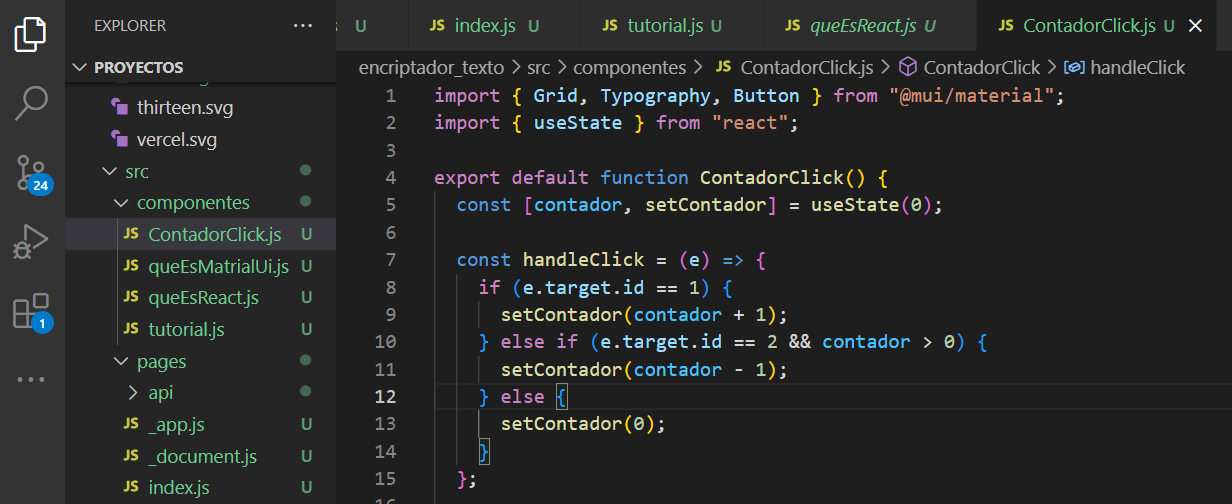 EXPLORER ···
PROYECTOS
thirteen.svg
vercel.svg
src
componentes
JS ContadorClick.js U
JS queEsMatrialUi.js U
JS queEsReact.js U
JS tutorial.js U
pages
api
JS _app.js U
JS _document.js U
JS index.js U
24
1
U
JS index.js U
JS tutorial.js U
JS queEsReact.js U
JS ContadorClick.js U
encriptador_texto > src > componentes > JS ContadorClick.js > ContadorClick > handleClick
1 import { Grid, Typography, Button } from "@mui/material";
2 import { useState } from "react";
3
4 export default function ContadorClick() {
5 const [contador, setContador] = useState(0);
6
7 const handleClick = (e) => {
8 if (e.target.id == 1) {
9 setContador(contador + 1);
10 } else if (e.target.id == 2 && contador > 0) {
11 setContador(contador - 1);
12 } else {
13 setContador(0);
14 }
15 };